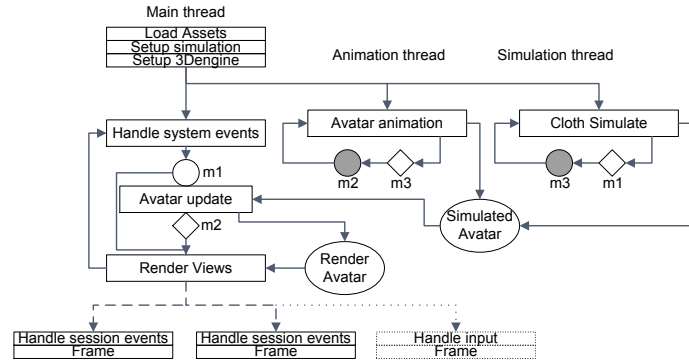 Main thread
Load Assets
Setup simulation
Setup 3Dengine
Animation thread
Simulation thread
Handle system events
Avatar animation
Cloth Simulate
m1
m2
m3
m3
m1
Avatar update
m2
Simulated
Avatar
Render Views
Render
Avatar
Handle session events
Frame
Handle session events
Frame
Handle input
Frame